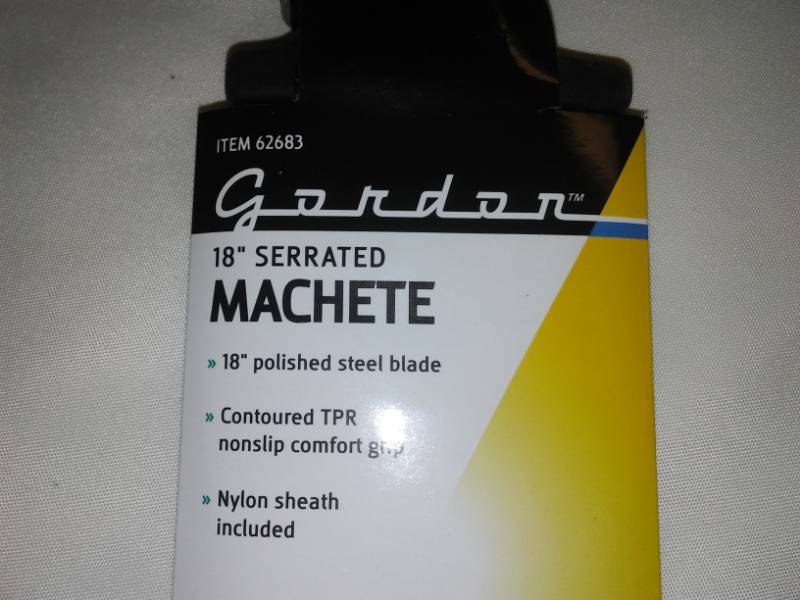 ITEM 62683
Gordon™
18" SERRATED
MACHETE
» 18" polished steel blade
» Contoured TPR
nonslip comfort grip
» Nylon sheath
included